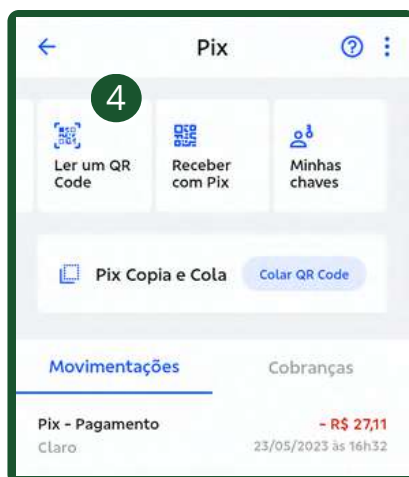 Pix
4
Ler um QR
Code
Receber
com Pix
Minhas
chaves
Pix Copia e Cola
Colar QR Code
Movimentações
Cobranças
Pix - Pagamento
- R$ 27,11
Claro
23/05/2023 às 16h32